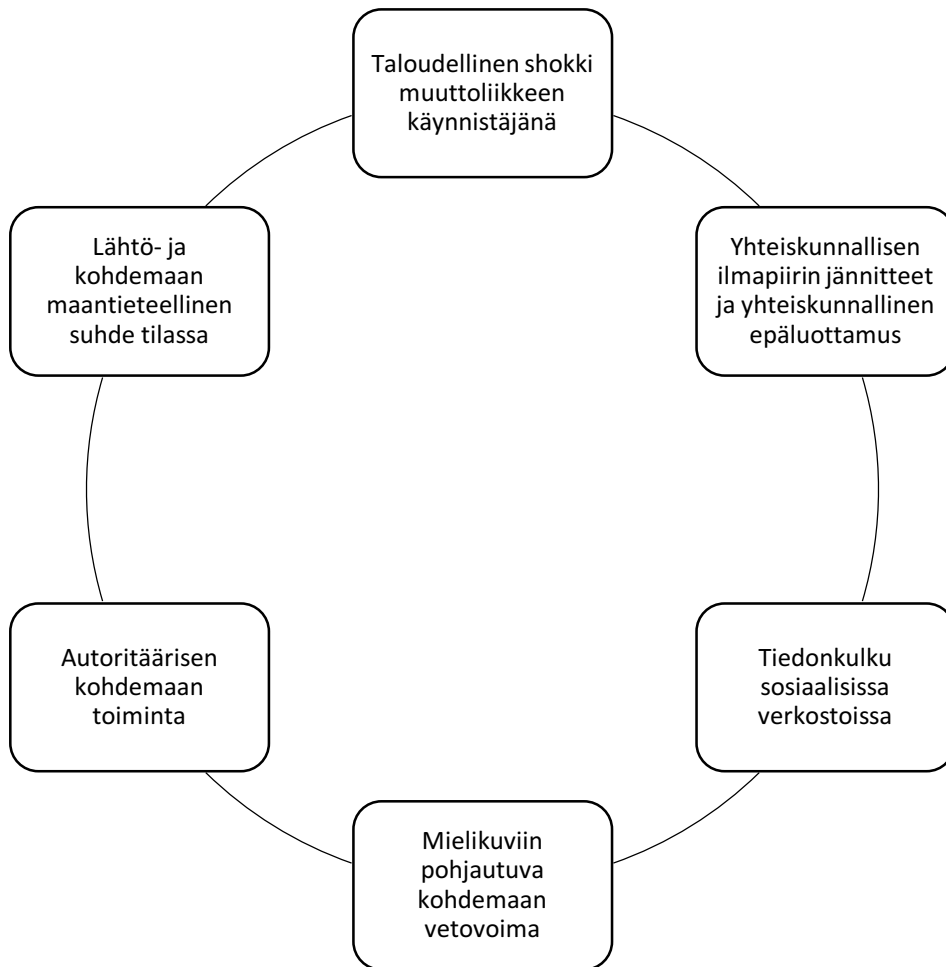 Taloudellinen shokki
muuttoliikkeen
käynnistäjänä
Yhteiskunnallisen
ilmapiirin jännitteet
ja yhteiskunnallinen
epäluottamus
Tiedonkulku
sosiaalisissa
verkostoissa
Mielikuviin
pohjautuva
kohdemaan
vetovoima
Autoritäärisen
kohdemaan
toiminta
Lähtö- ja
kohdemaan
maantieteellinen
suhde tilassa